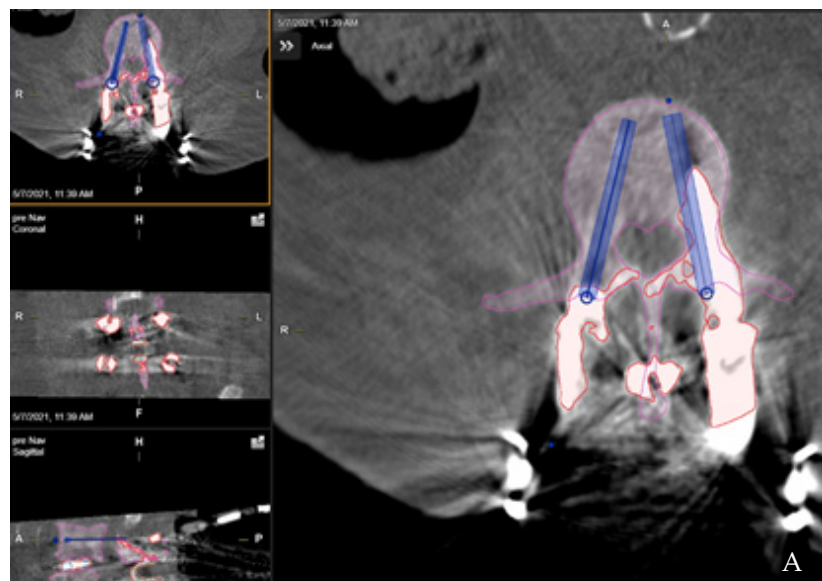 A
R
L
5/7/2021, 11:39 AM
P
pre Nav
Coronal
H
R
L
5/7/2021, 11:39 AM
F
pre Nav
Sagittal
H
A
P
5/7/2021, 11:39 AM
Axial
A
R
A